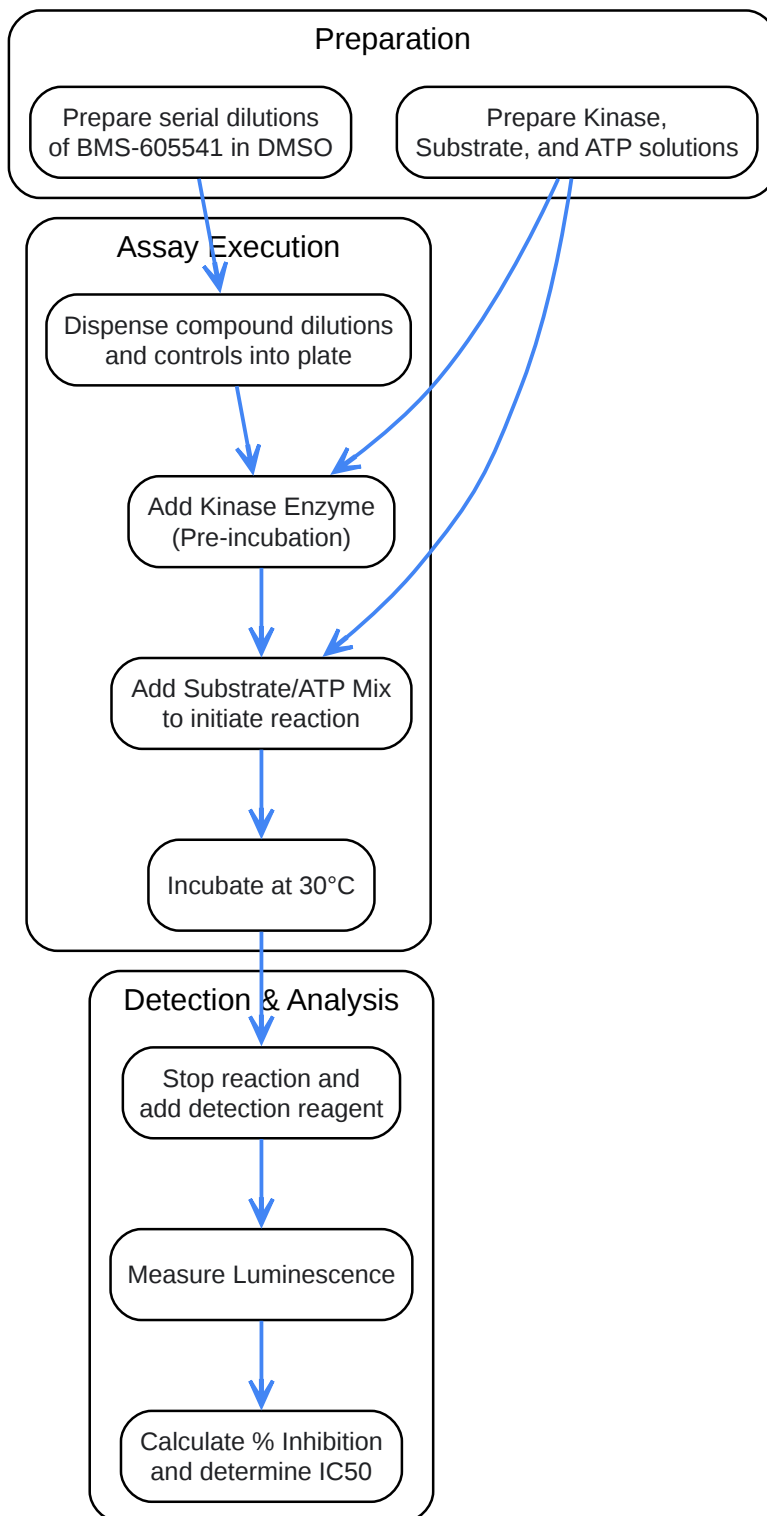 Preparation
Prepare serial dilutions
of BMS-605541 in DMSO
Prepare Kinase,
Substrate, and ATP solutions
Assay Execution
Dispense compound dilutions
and controls into plate
Add Kinase Enzyme
(Pre-incubation)
Add Substrate/ATP Mix
to initiate reaction
Incubate at 30°C
Detection & Analysis
Stop reaction and
add detection reagent
Measure Luminescence
Calculate % Inhibition
and determine IC50